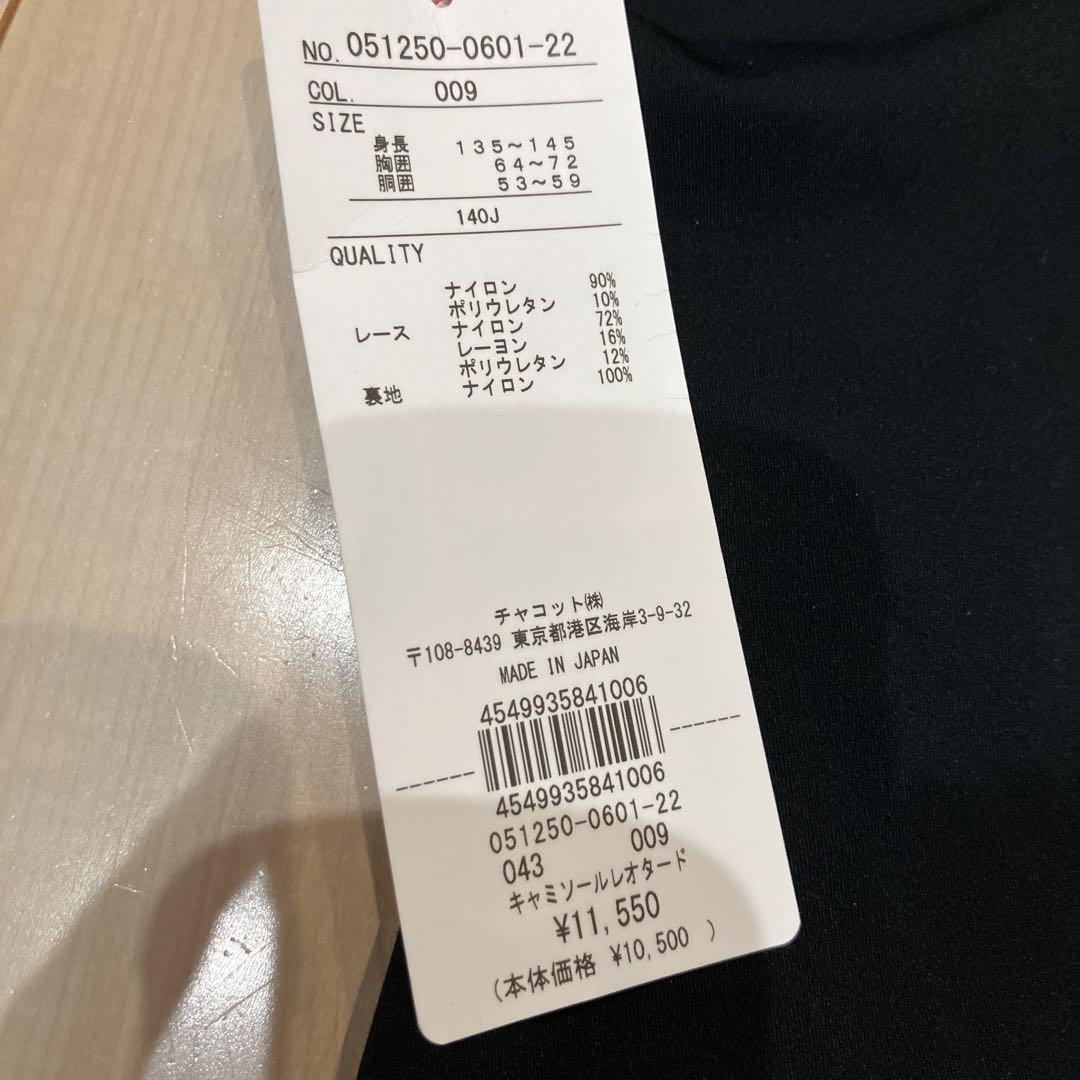 NO. 051250-0601-22
COL. 009
SIZE
身長 135~145
胸囲 64~72
胴囲 53~59
140J
QUALITY
ナイロン 90%
ポリウレタン 10%
レース ナイロン 72%
レーヨン 16%
ポリウレタン 12%
裏地 ナイロン 100%
チャコット㈱
〒108-8439 東京都港区海岸3-9-32
MADE IN JAPAN
4549935841006
4549935841006
051250-0601-22
043 009
キャミソールレオタード
¥11,550
(本体価格 ¥10,500 )